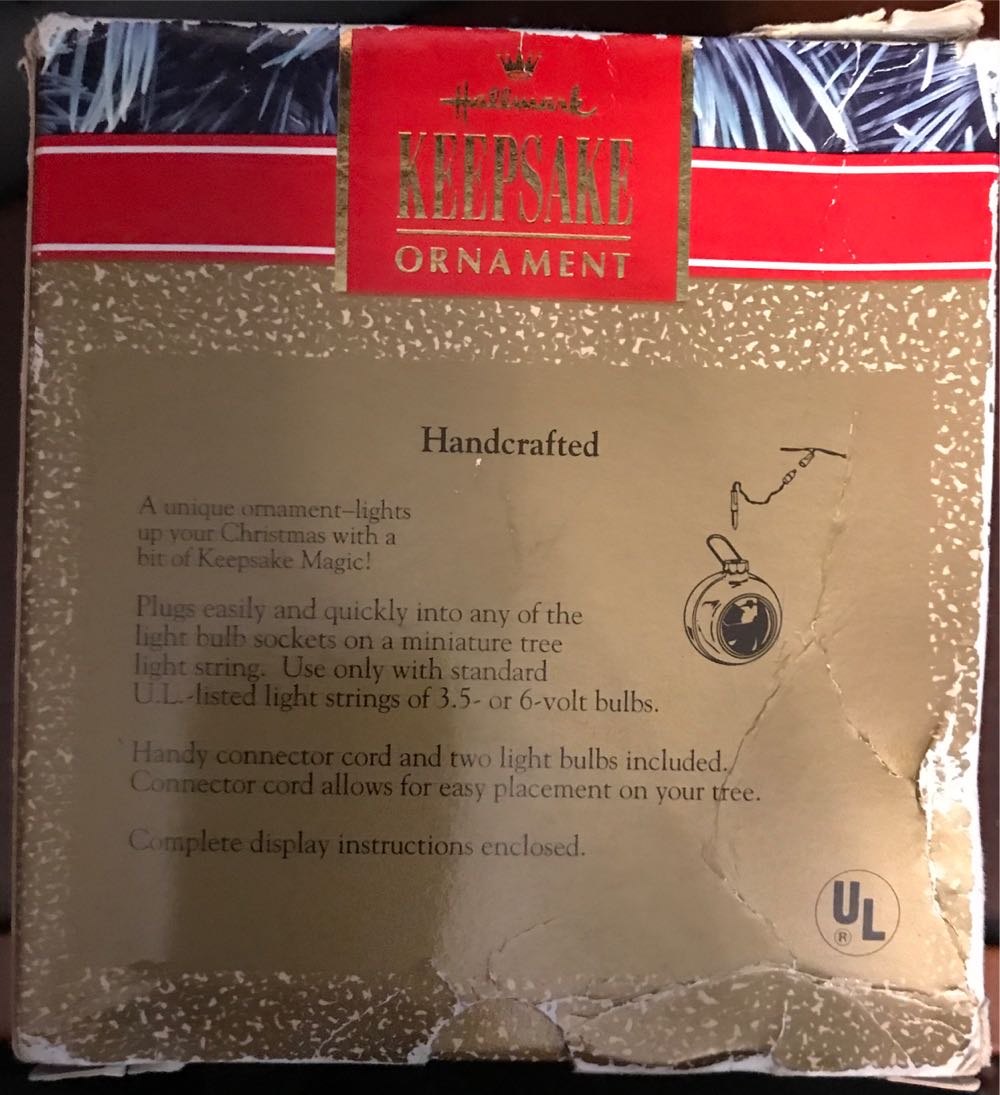 Hallmark
KEEPSAKE
ORNAMENT
Handcrafted
A unique ornament–lights
up your Christmas with a
bit of Keepsake Magic!
Plugs easily and quickly into any of the
light bulb sockets on a miniature tree
light string. Use only with standard
U.L.-listed light strings of 3.5- or 6-volt bulbs.
Handy connector cord and two light bulbs included.
Connector cord allows for easy placement on your tree.
Complete display instructions enclosed.
UL
®